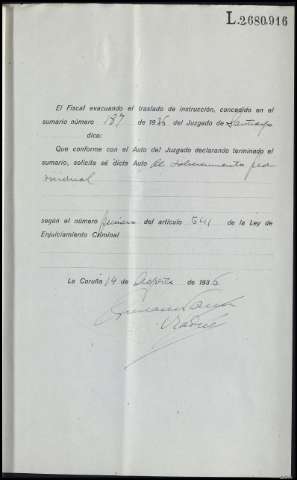 L.2680.916
El Fiscal evacuando el traslado de instrucción, concedido en el
sumario número 187 de 1936 del Juzgado de Santiago
dice:
Que conforme con el Auto del Juzgado declarando terminado el
sumario, solicita se dicte Auto de sobreseimiento pro
visional
según el número primero del artículo 641 de la Ley de
Enjuiciamiento Criminal
La Coruña 14 de Agosto de 1936